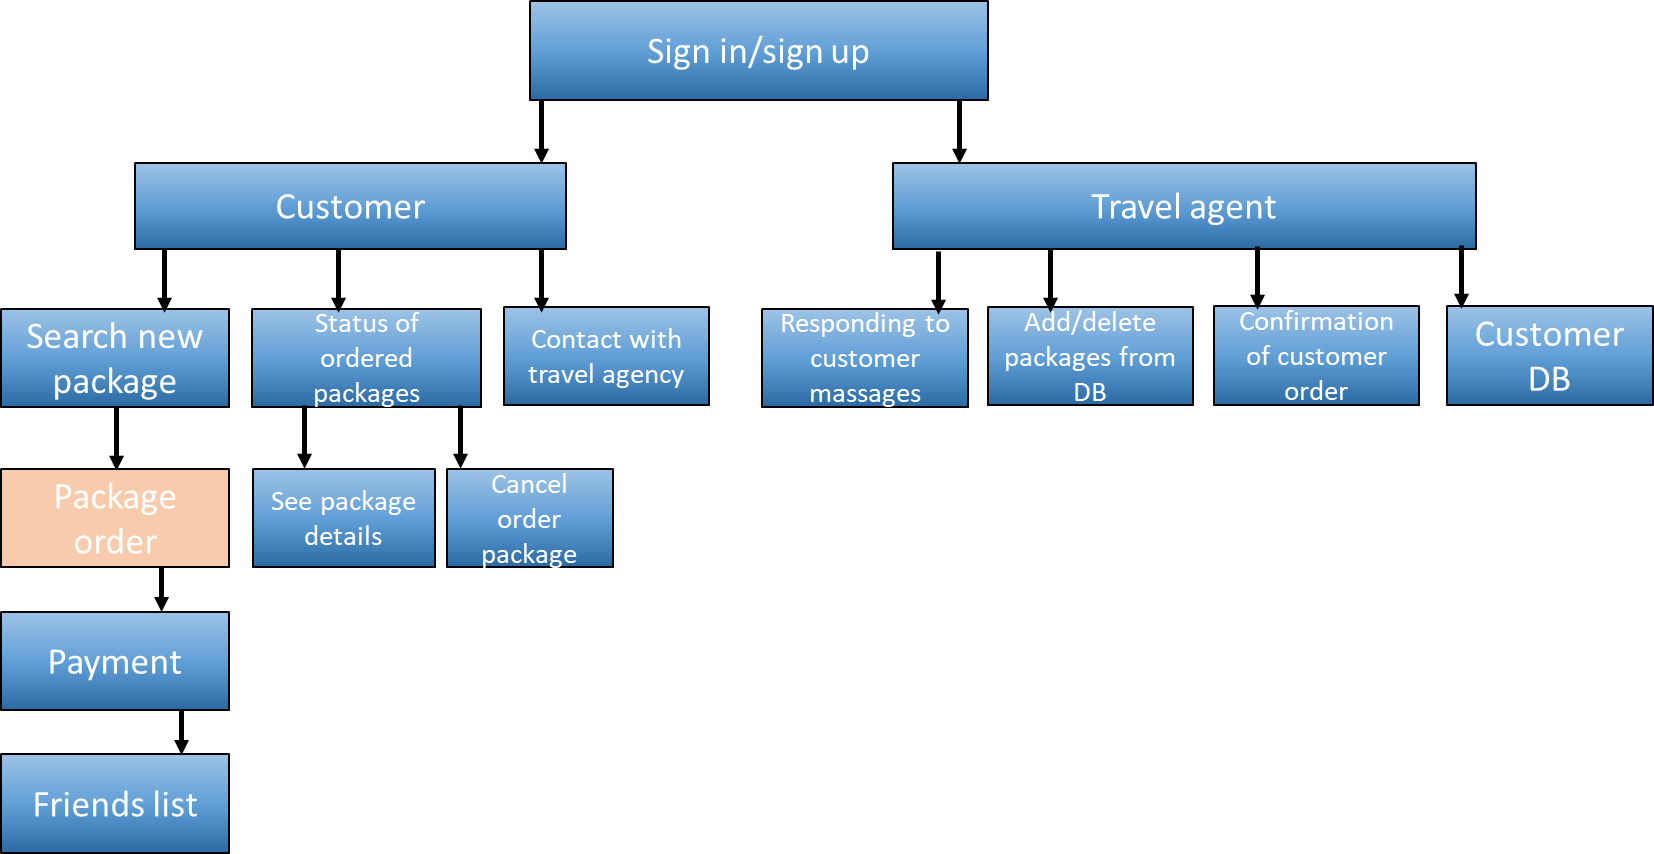 Sign in/sign up
Customer
Travel agent
Search new
package
Status of
ordered
packages
Contact with
travel agency
Responding to
customer
massages
Add/delete
packages from
DB
Confirmation
of customer
order
Customer
DB
Package
order
See package
details
Cancel
order
package
Payment
Friends list